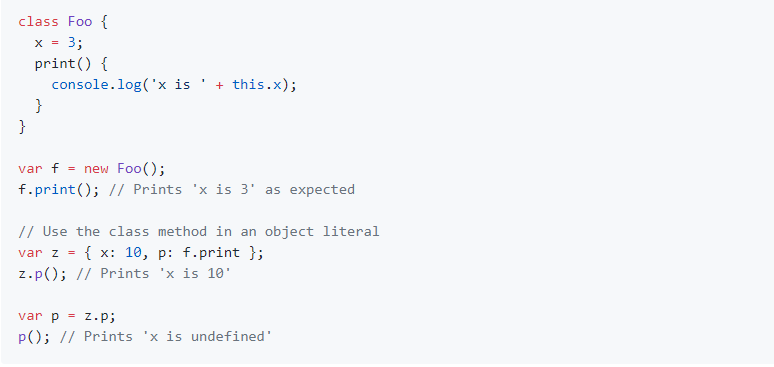 class Foo {
  x = 3;
  print() {
    console.log('x is ' + this.x);
  }
}

var f = new Foo();
f.print(); // Prints 'x is 3' as expected

// Use the class method in an object literal
var z = { x: 10, p: f.print };
z.p(); // Prints 'x is 10'

var p = z.p;
p(); // Prints 'x is undefined'